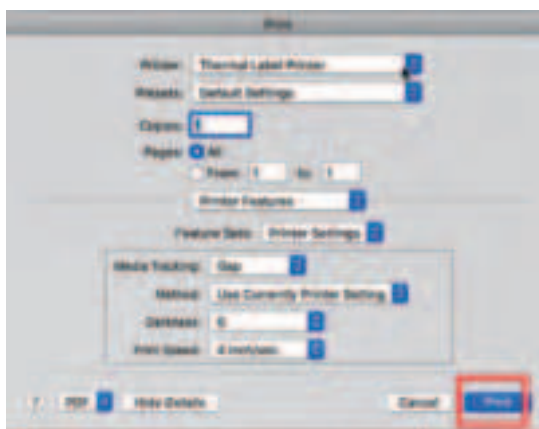 Print
Printer: Thermal Label Printer
Presets: Default Settings
Copies: 1
Pages: All
From: 1 to: 1
Printer Features
Feature Sets: Printer Settings
Media Tracking: Gap
Method: Use Currently Printer Setting
Darkness: 6
Print Speed: 4 inch/sec
? PDF Hide Details Cancel Print